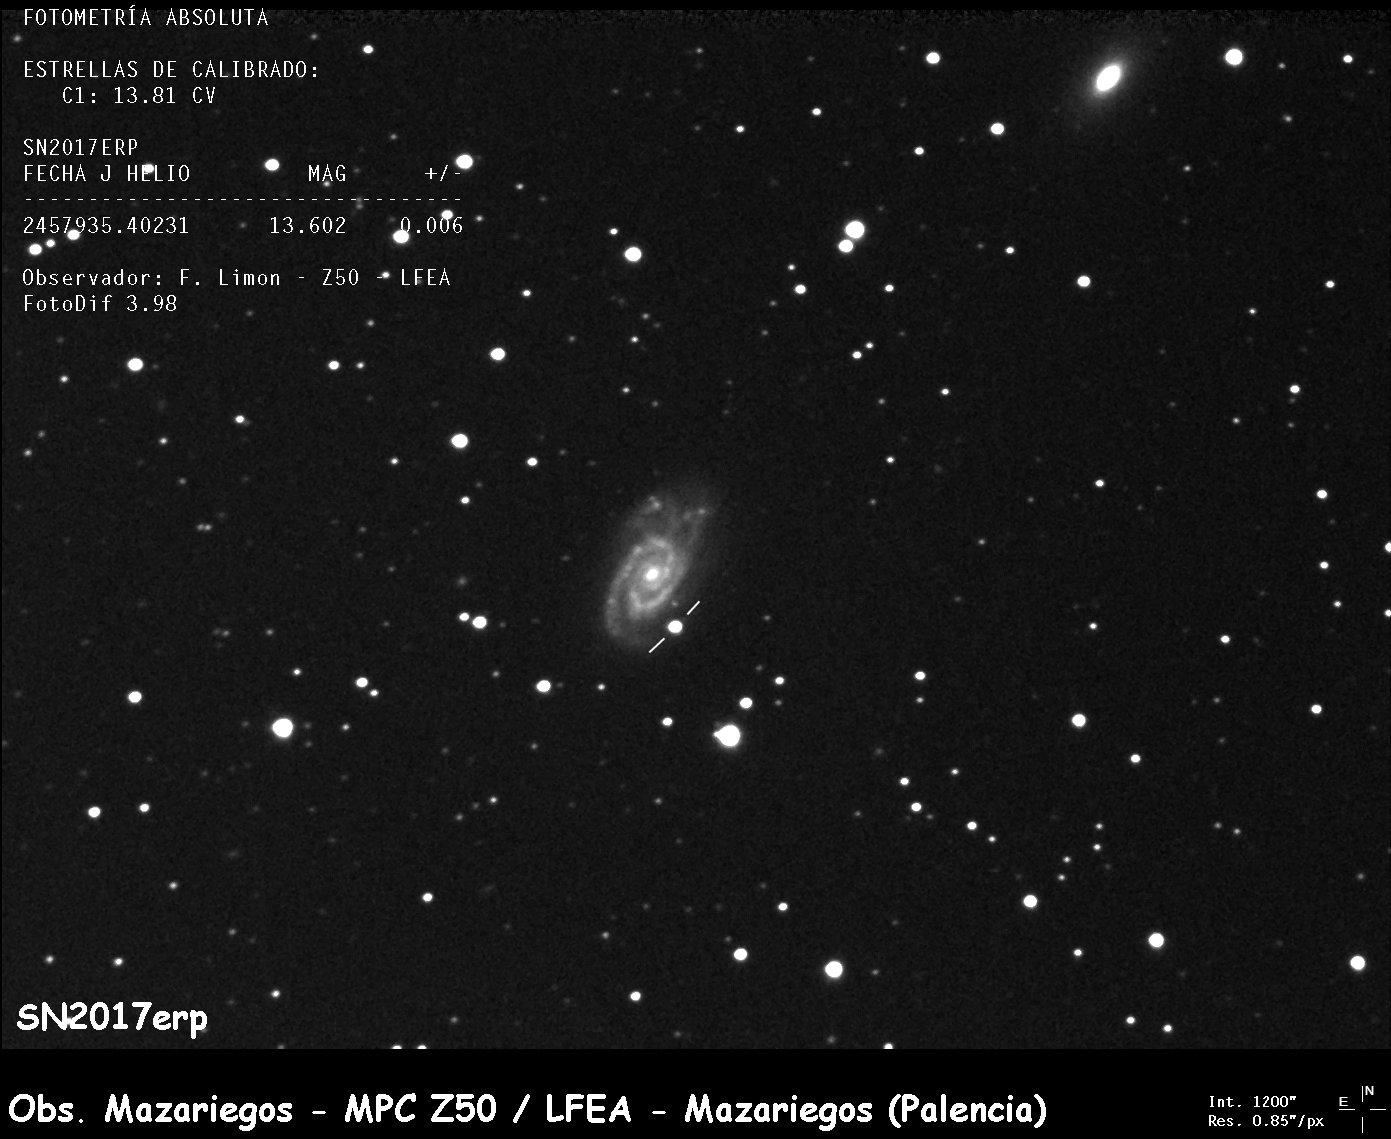 FOTOMETRÍA ABSOLUTA
ESTRELLAS DE CALIBRADO:
C1: 13.81 CV
SN2017ERP
FECHA J HELIO MAG +/-
-----------------------------------
2457935.40231 13.602 0.006
Observador: F. Limon - Z50 - LFEA
FotoDif 3.98
SN2017erp
Obs. Mazariegos - MPC Z50 / LFEA - Mazariegos (Palencia)
Int. 1200"
Res. 0.85"/px
N
E